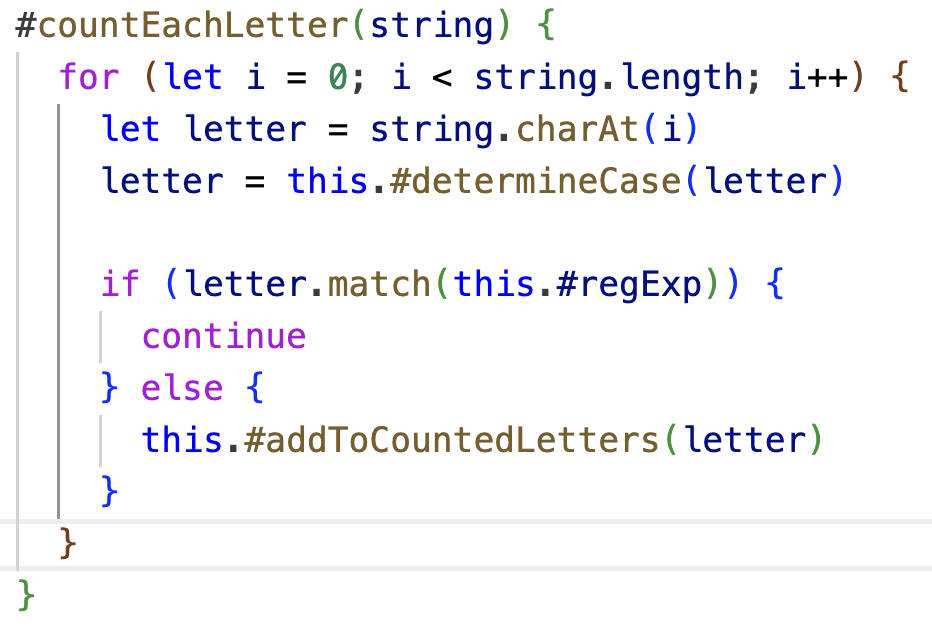 #countEachLetter(string) {
  for (let i = 0; i < string.length; i++) {
    let letter = string.charAt(i)
    letter = this.#determineCase(letter)

    if (letter.match(this.#regExp)) {
      continue
    } else {
      this.#addToCountedLetters(letter)
    }
  }
}